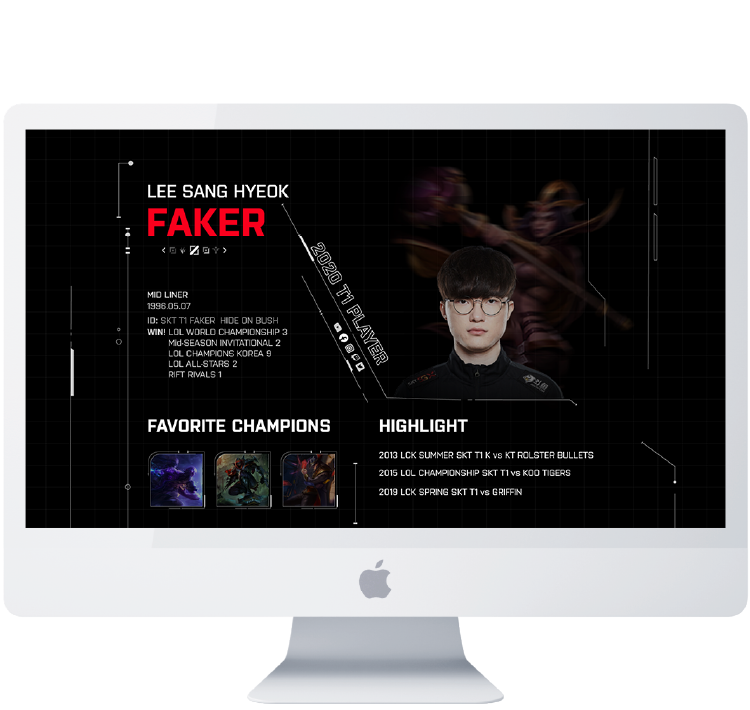 LEE SANG HYEOK
FAKER
2020 T1 PLAYER
MID LINER
1996.05.07
ID: SKT T1 FAKER HIDE ON BUSH
WIN! LOL WORLD CHAMPIONSHIP 3
Mid-SEASON INVITATIONAL 2
LOL CHAMPIONS KOREA 9
LOL ALL-STARS 2
RIFT RIVALS 1
FAVORITE CHAMPIONS
HIGHLIGHT
2013 LCK SUMMER SKT T1 K vs KT ROLSTER BULLETS
2015 LOL CHAMPIONSHIP SKT T1 vs KOO TIGERS
2019 LCK SPRING SKT T1 vs GRIFFIN